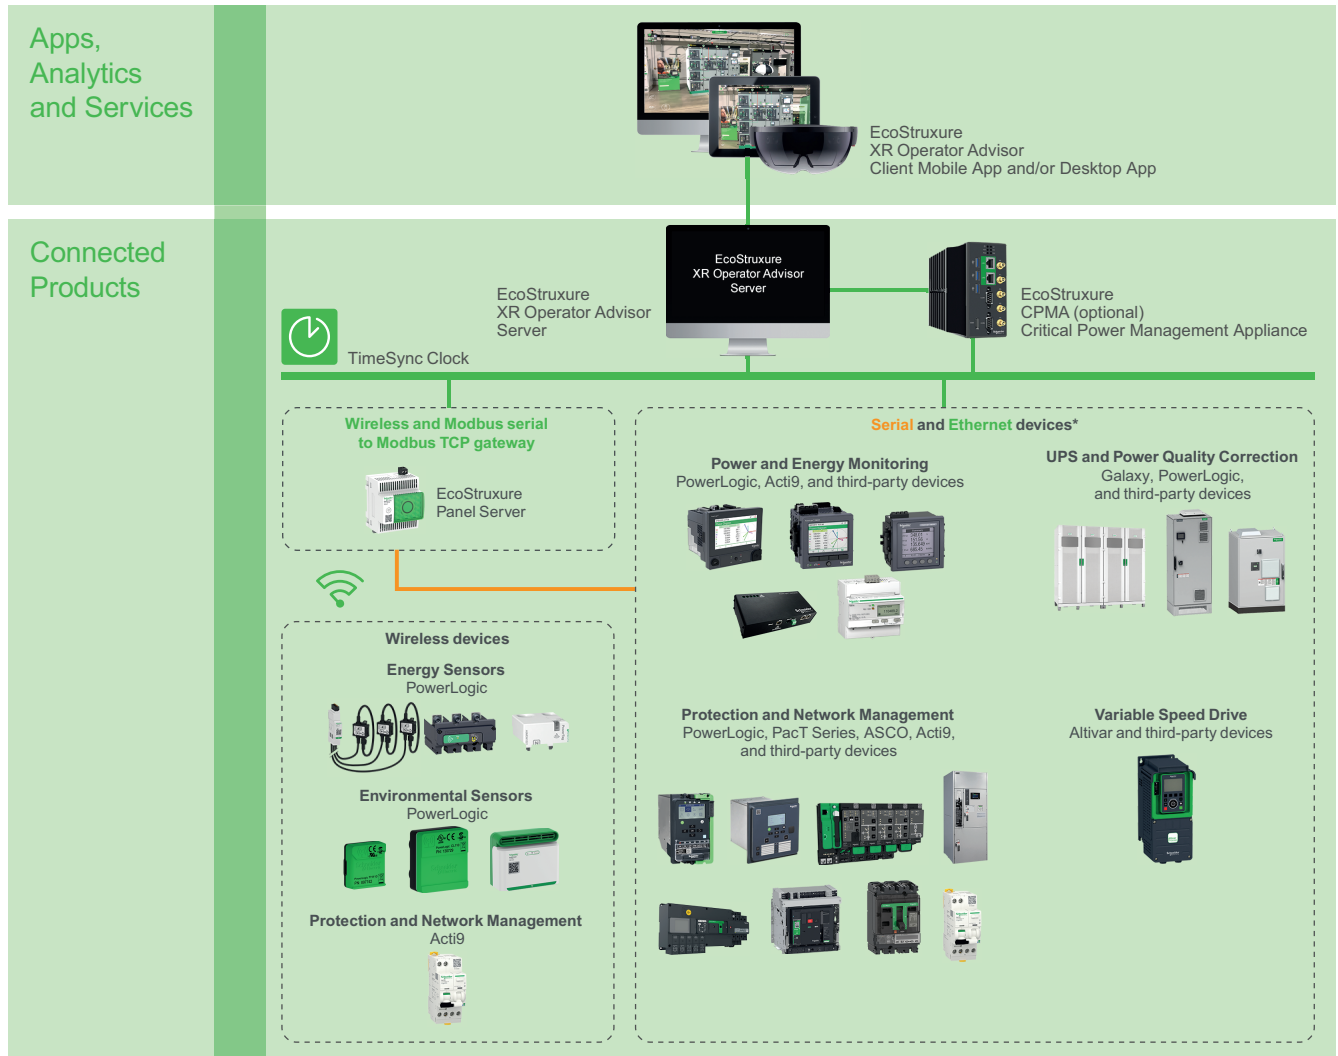 Apps,
Analytics
and Services
EcoStruxure
XR Operator Advisor
Client Mobile App and/or Desktop App
Connected
Products
EcoStruxure
XR Operator Advisor
Server
EcoStruxure
XR Operator Advisor
Server
EcoStruxure
CPMA (optional)
Critical Power Management Appliance
TimeSync Clock
Wireless and Modbus serial
to Modbus TCP gateway
EcoStruxure
Panel Server
Serial and Ethernet devices*
Power and Energy Monitoring
PowerLogic, Acti9, and third-party devices
UPS and Power Quality Correction
Galaxy, PowerLogic,
and third-party devices
Wireless devices
Energy Sensors
PowerLogic
Environmental Sensors
PowerLogic
Protection and Network Management
Acti9
Protection and Network Management
PowerLogic, PacT Series, ASCO, Acti9,
and third-party devices
Variable Speed Drive
Altivar and third-party devices